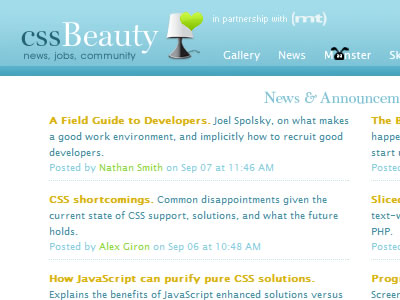 cssBeauty
news, jobs, community
in partnership with (mt)
Gallery News M nster Sk
News & Announcem
A Field Guide to Developers. Joel Spolsky, on what makes
a good work environment, and implicitly how to recruit good
developers.
Posted by Nathan Smith on Sep 07 at 11:46 AM
CSS shortcomings. Common disappointments given the
current state of CSS support, solutions, and what the future
holds.
Posted by Alex Giron on Sep 06 at 10:48 AM
How JavaScript can purify pure CSS solutions.
Explains the benefits of JavaScript enhanced solutions versus
The B
happe
start u
Posted
Sliced
text-w
PHP.
Posted
Progr
Screen